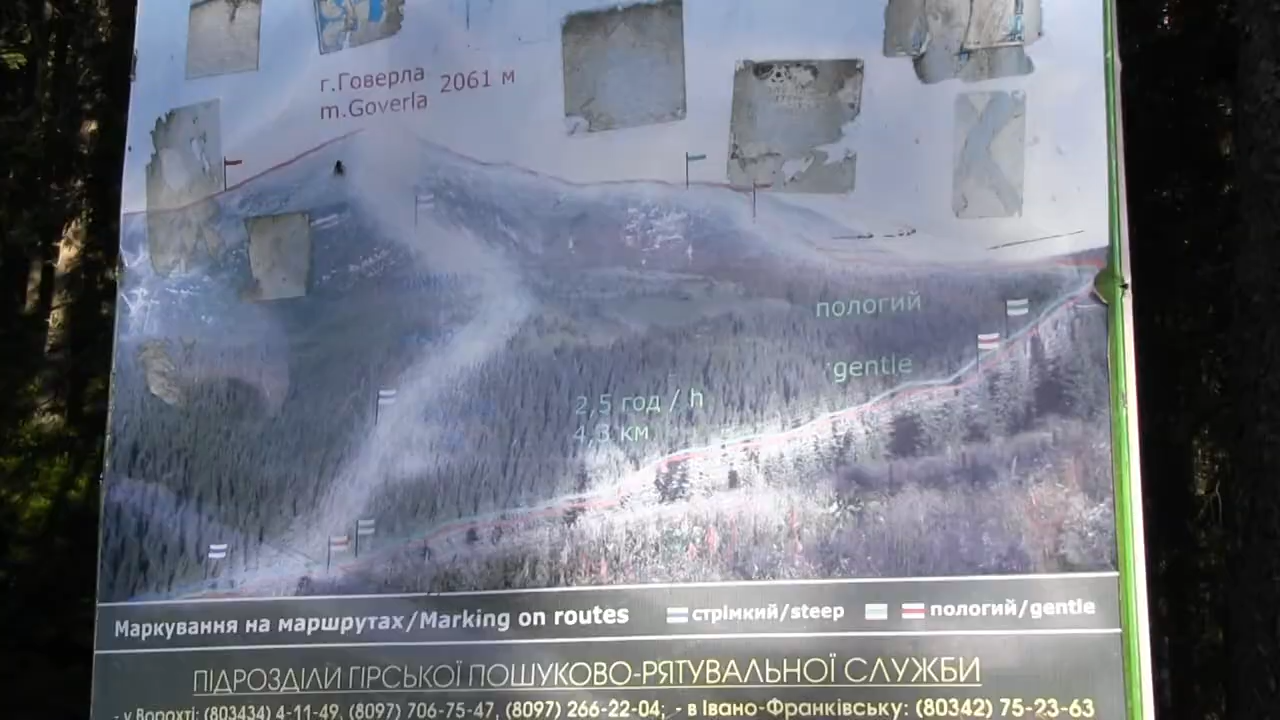 г.Говерла 2061 м
m.Goverla
пологий
gentle
2,5 год / h
4,3 км
Маркування на маршрутах/Marking on routes стрімкий/steep пологий/gentle
ПІДРОЗДІЛИ ГІРСЬКОЇ ПОШУКОВО-РЯТУВАЛЬНОЇ СЛУЖБИ
- у Ворохті: (803434) 4-11-49, (8097) 706-75-47, (8097) 266-22-04; - в Івано-Франківську: (80342) 75-23-63